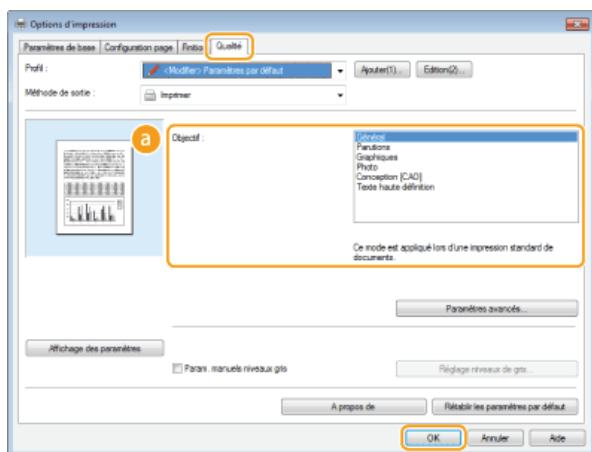 Options d'impression
Paramètres de base Configuration page Finition Qualité
Profil : <Modifier> Paramètres par défaut Ajouter(1)... Edition(2)...
Méthode de sortie : Imprimer
a
Objectif :
Général
Parutions
Graphiques
Photo
Conception [CAO]
Texte haute définition
Ce mode est appliqué lors d'une impression standard de
documents.
Paramètres avancés...
Affichage des paramètres
Param. manuels niveaux gris Réglage niveaux de gris...
A propos de Rétablir les paramètres par défaut
OK Annuler Aide